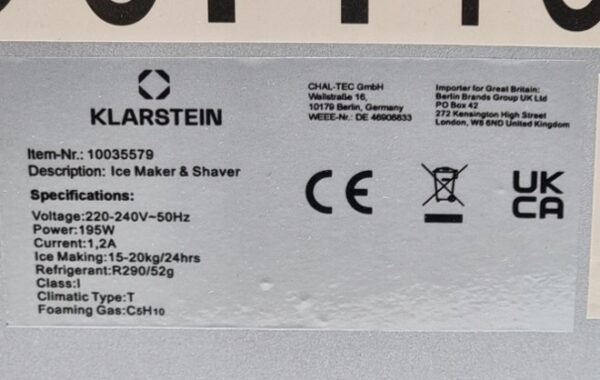 KLARSTEIN
CHAL-TEC GmbH
Wallstraße 16,
10179 Berlin, Germany
WEEE-Nr.: DE 46908833
Importer for Great Britain:
Berlin Brands Group UK Ltd
PO Box 42
272 Kensington High Street
London, W8 6ND United Kingdom
Item-Nr.: 10035579
Description: Ice Maker & Shaver
Specifications:
Voltage:220-240V~50Hz
Power:195W
Current:1,2A
Ice Making:15-20kg/24hrs
Refrigerant:R290/52g
Class:I
Climatic Type:T
Foaming Gas:C5H10
CE
UK
CA